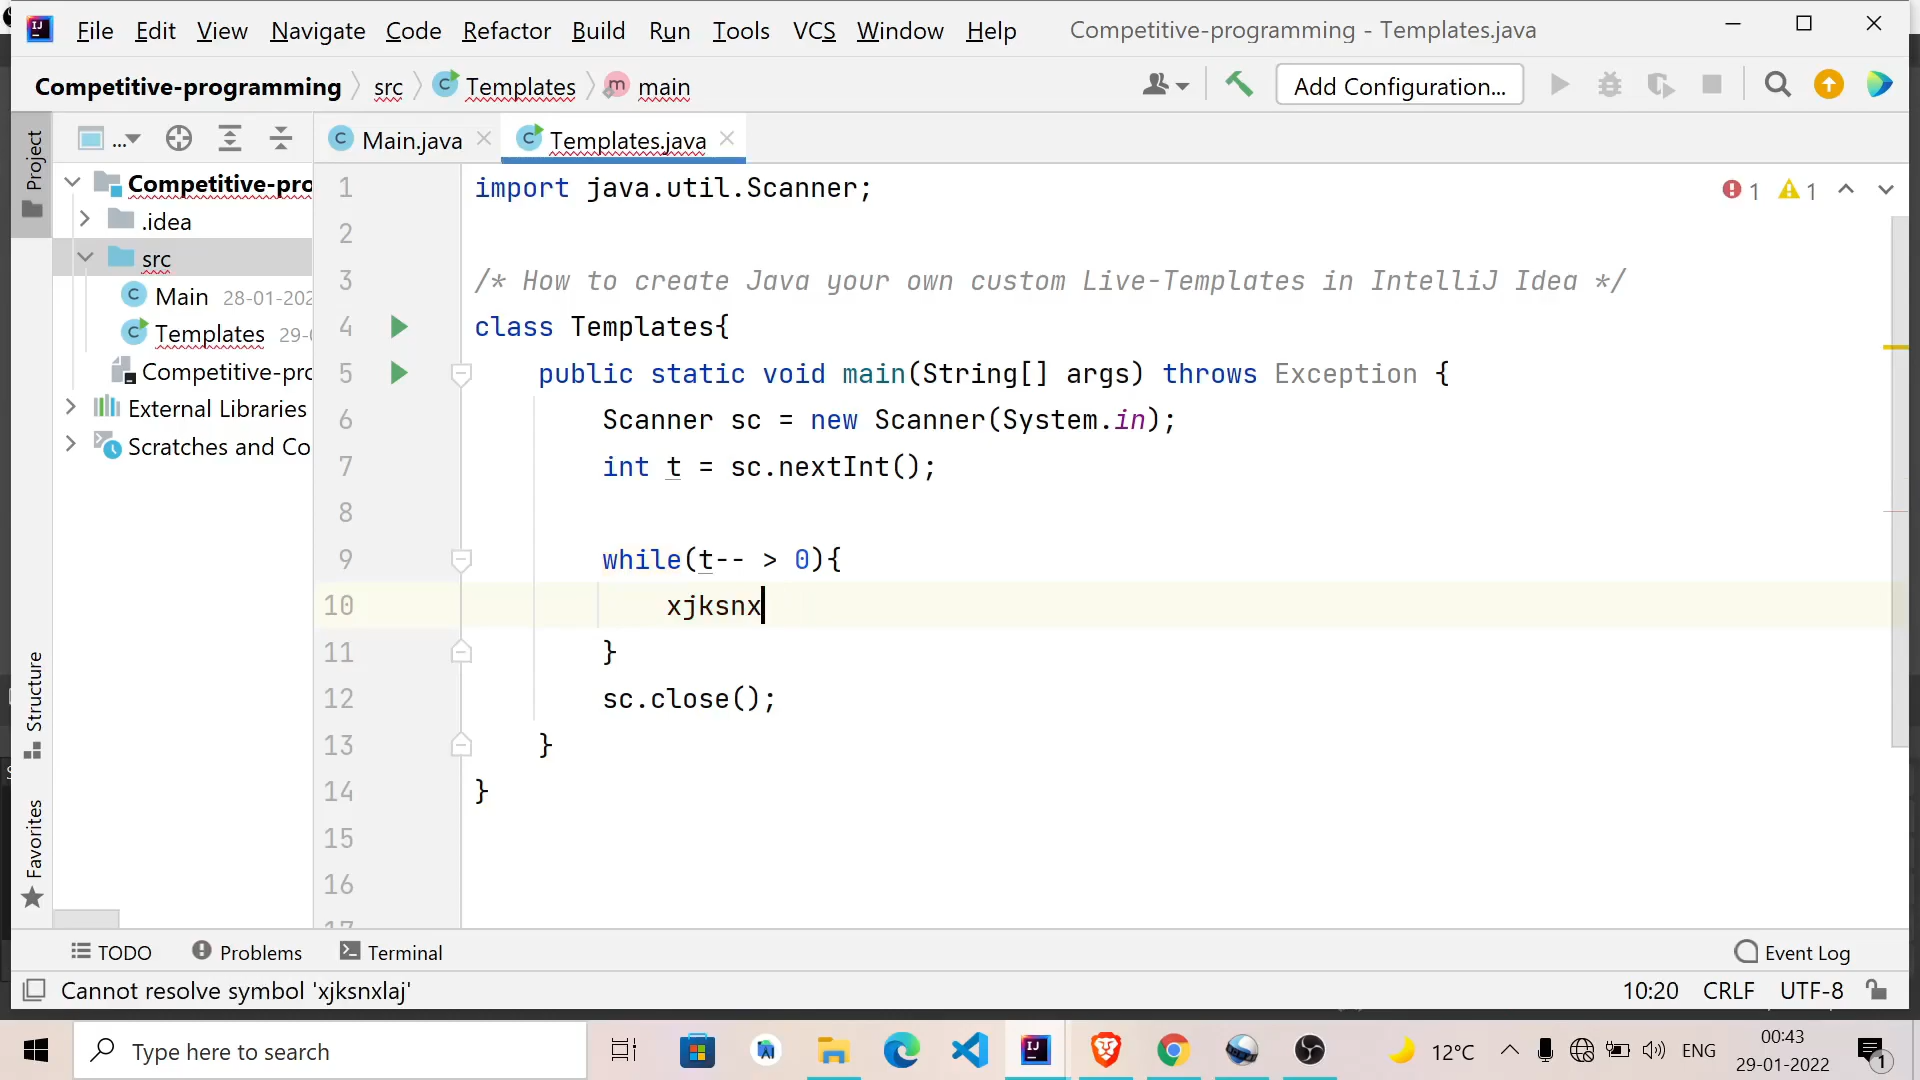 File Edit View Navigate Code Refactor Build Run Tools VCS Window Help Competitive-programming - Templates.java
Competitive-programming src Templates main Add Configuration...
Project
... Main.java Templates.java
Competitive-pro
.idea
src
Main 28-01-202
Templates 29-
Competitive-pro
External Libraries
Scratches and Co
1 import java.util.Scanner; 1 1
2
3 /* How to create Java your own custom Live-Templates in IntelliJ Idea */
4 class Templates{
5 public static void main(String[] args) throws Exception {
6 Scanner sc = new Scanner(System.in);
7 int t = sc.nextInt();
8
9 while(t-- > 0){
10 xjksnx
11 }
12 sc.close();
13 }
14 }
15
16
17
Structure
Favorites
TODO Problems Terminal Event Log
Cannot resolve symbol 'xjksnxlaj' 10:20 CRLF UTF-8
Type here to search 12°C ENG 00:43
29-01-2022 1